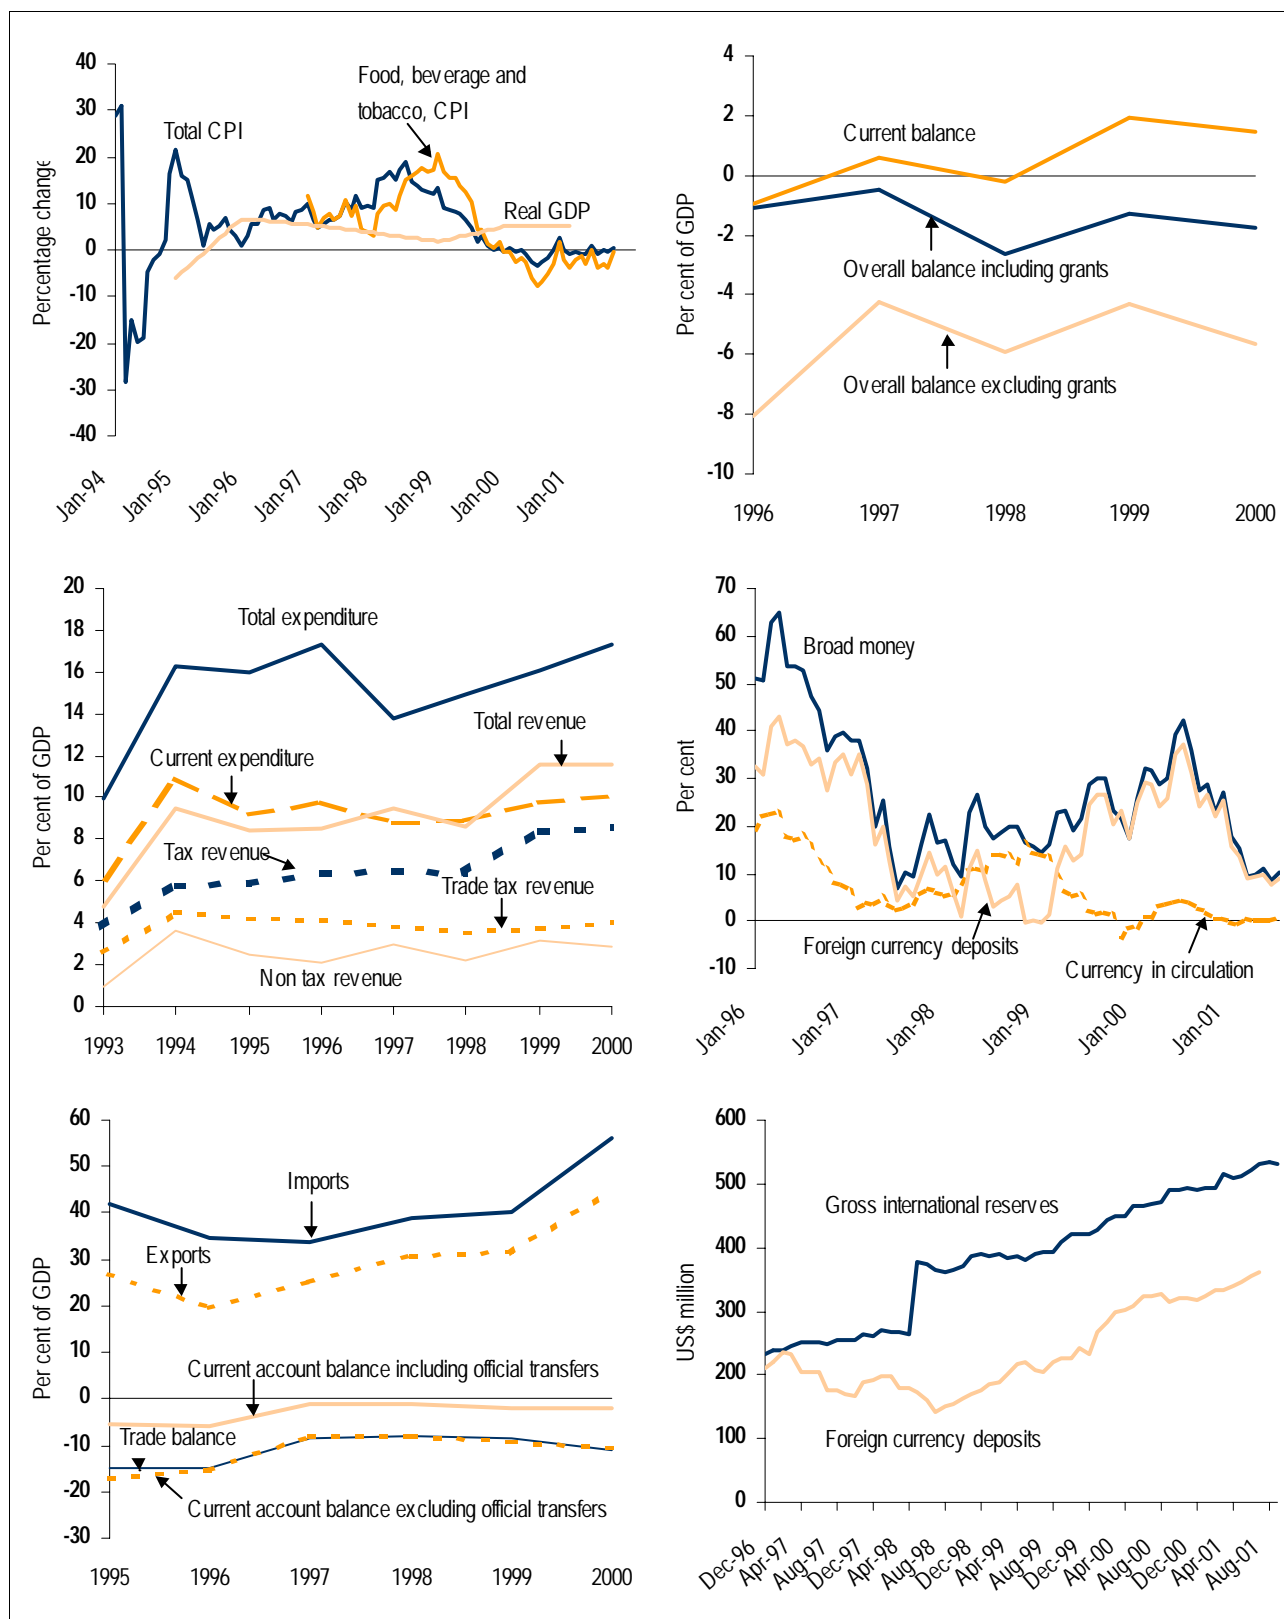 Percentage change
40
30
20
10
0
-10
-20
-30
-40
Total CPI
Food, beverage and
tobacco, CPI
Real GDP
Jan-94
Jan-95
Jan-96
Jan-97
Jan-98
Jan-99
Jan-00
Jan-01
Per cent of GDP
4
2
0
-2
-4
-6
-8
-10
Current balance
Overall balance including grants
Overall balance excluding grants
1996
1997
1998
1999
2000
Per cent of GDP
20
18
16
14
12
10
8
6
4
2
0
Total expenditure
Total revenue
Current expenditure
Tax revenue
Trade tax revenue
Non tax revenue
1993
1994
1995
1996
1997
1998
1999
2000
Per cent
70
60
50
40
30
20
10
0
-10
Broad money
Foreign currency deposits
Currency in circulation
Jan-96
Jan-97
Jan-98
Jan-99
Jan-00
Jan-01
Per cent of GDP
60
50
40
30
20
10
0
-10
-20
-30
Imports
Exports
Current account balance including official transfers
Trade balance
Current account balance excluding official transfers
1995
1996
1997
1998
1999
2000
US$ million
600
500
400
300
200
100
0
Gross international reserves
Foreign currency deposits
Dec-96
Apr-97
Aug-97
Dec-97
Apr-98
Aug-98
Dec-98
Apr-99
Aug-99
Dec-99
Apr-00
Aug-00
Dec-00
Apr-01
Aug-01